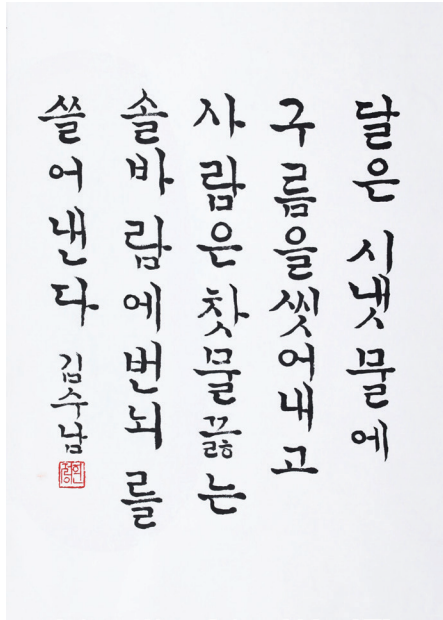 달은 시냇물에
구름을씻어내고
사람은찻물끓는
솔바람에번뇌를
쓸어낸다
김수남